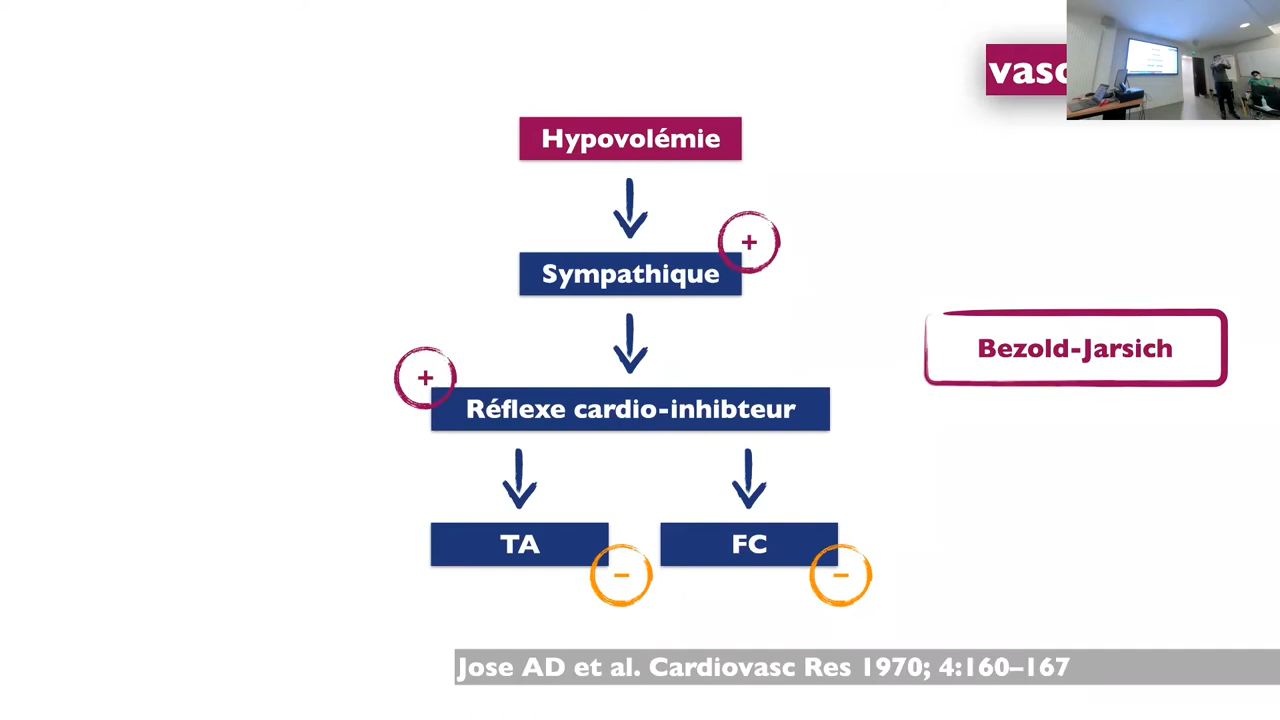 Hypovolémie
+
Sympathique
+
Réflexe cardio-inhibteur
Bezold-Jarsich
TA
FC
−
−
Jose AD et al. Cardiovasc Res 1970; 4:160–167